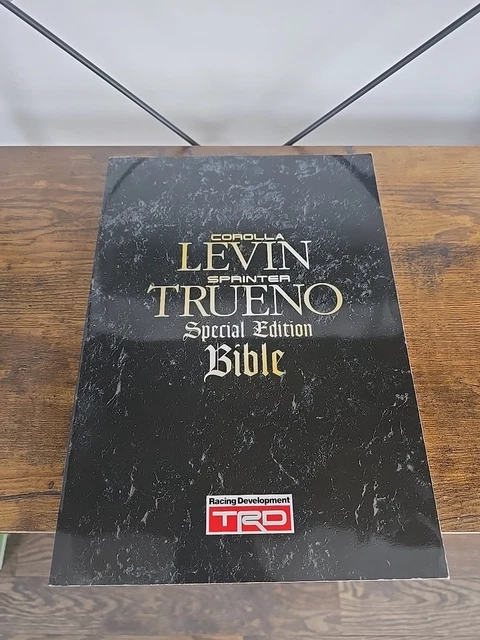 COROLLA
LEVIN
SPRINTER
TRUENO
Special Edition
Bible
Racing Development
TRD